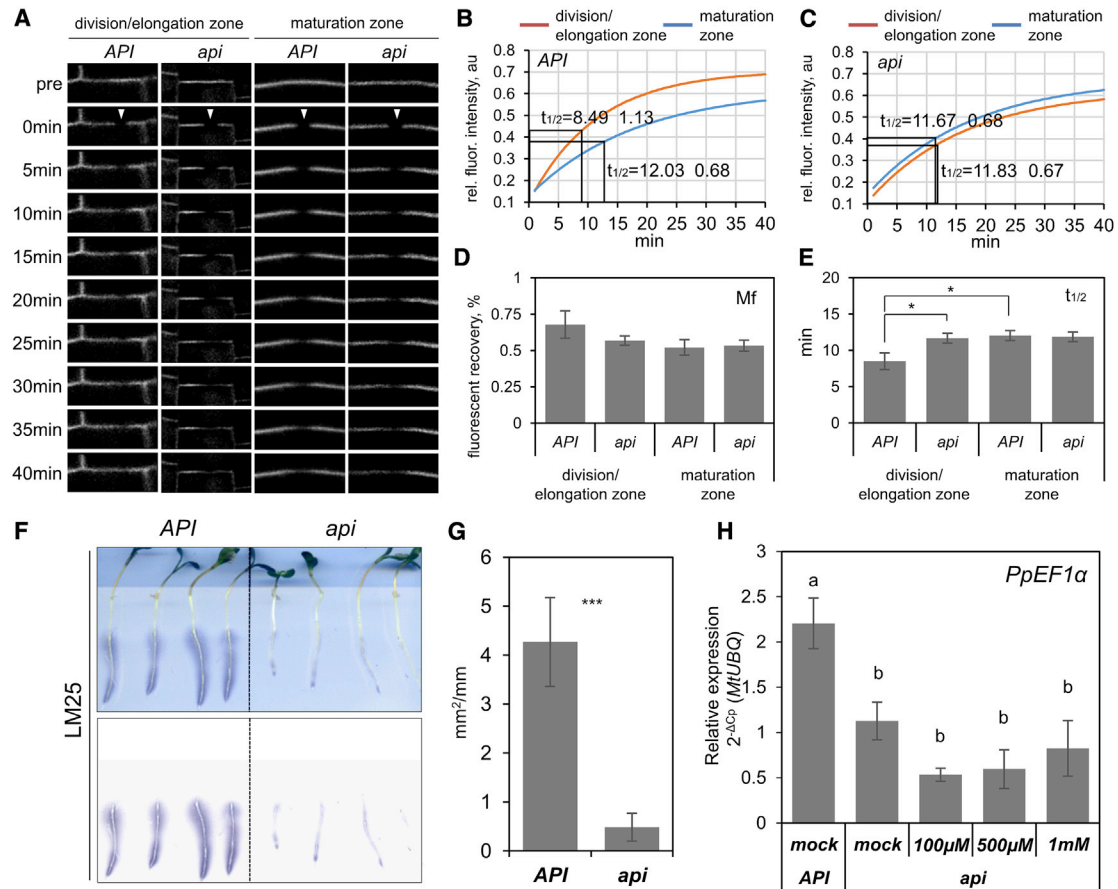 A
division/elongation zone
maturation zone
API
api
API
api
pre
0min
5min
10min
15min
20min
25min
30min
35min
40min
B
division/
elongation zone
maturation
zone
API
rel. fluor. intensity, au
0.8
0.7
0.6
0.5
0.4
0.3
0.2
0.1
t1/2=8.49 1.13
t1/2=12.03 0.68
0 5 10 15 20 25 30 35 40
min
C
division/
elongation zone
maturation
zone
api
rel. fluor. intensity, au
0.8
0.7
0.6
0.5
0.4
0.3
0.2
0.1
t1/2=11.67 0.68
t1/2=11.83 0.67
0 5 10 15 20 25 30 35 40
min
D
fluorescent recovery, %
1
0.75
0.5
0.25
0
Mf
API api API api
division/
elongation zone
maturation
zone
E
min
20
15
10
5
0
t1/2
*
*
API api API api
division/
elongation zone
maturation
zone
F
API
api
LM25
G
mm²/mm
6
5
4
3
2
1
0
***
API api
H
Relative expression
2^-ΔCp (MtUBQ)
3
2.5
2
1.5
1
0.5
0
PpEF1α
a
b
b
b
b
mock mock 100µM 500µM 1mM
API api